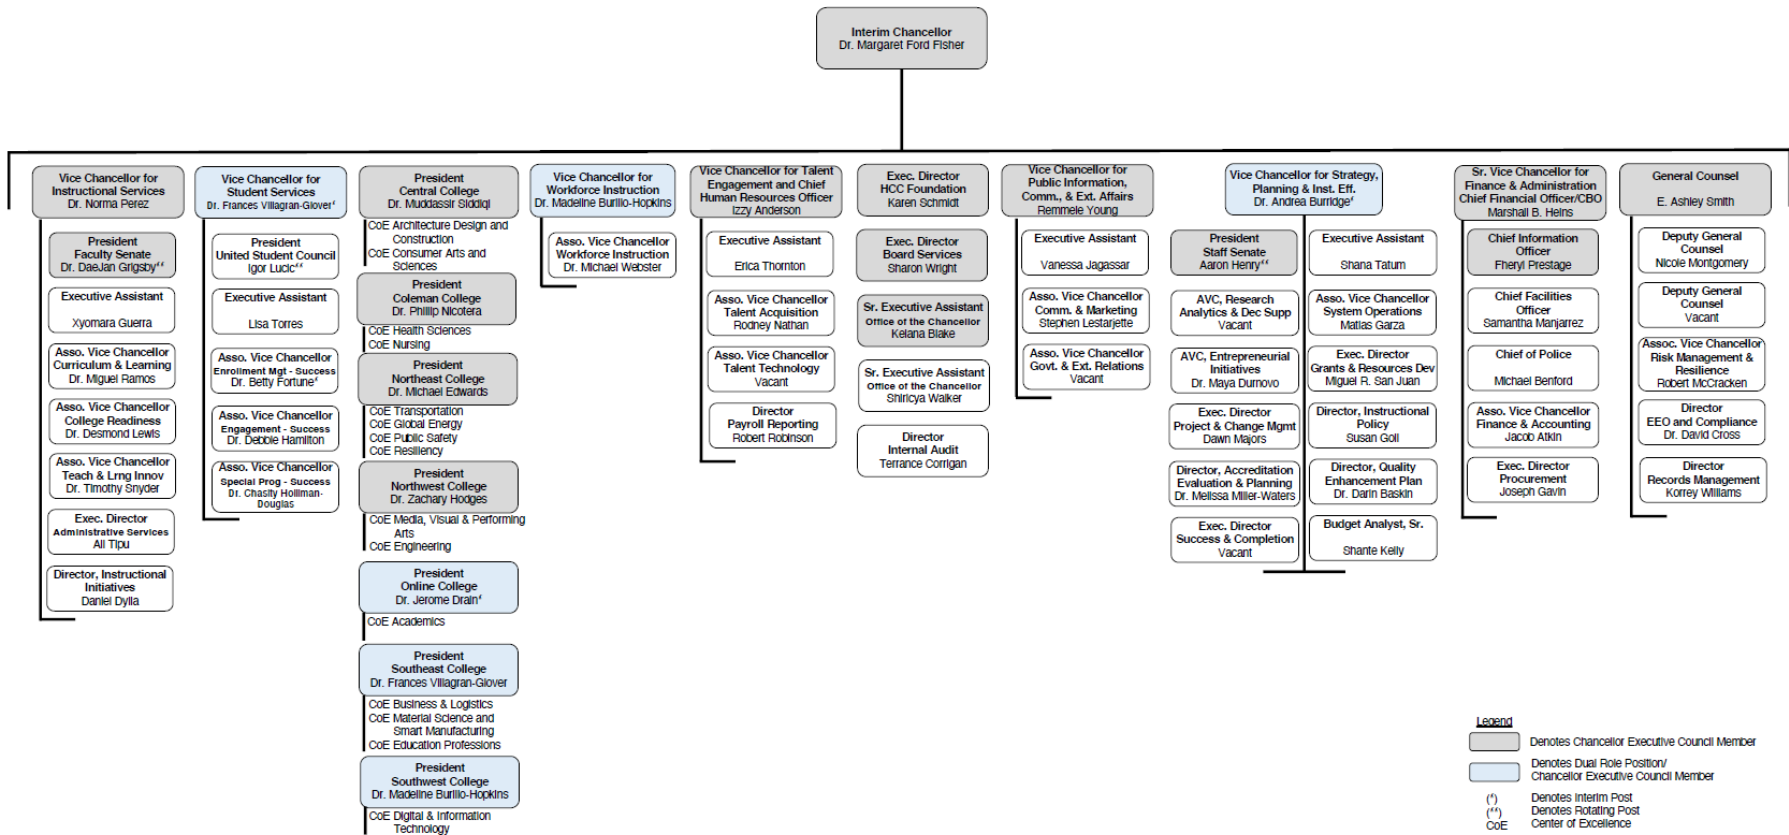 Interim Chancellor
Dr. Margaret Ford Fisher
Vice Chancellor for
Instructional Services
Dr. Norma Perez
President
Faculty Senate
Dr. DaeJan Grigsby(**)
Executive Assistant
Xyomara Guerra
Asso. Vice Chancellor
Curriculum & Learning
Dr. Miguel Ramos
Asso. Vice Chancellor
College Readiness
Dr. Desmond Lewis
Asso. Vice Chancellor
Teach & Lrng Innov
Dr. Timothy Snyder
Exec. Director
Administrative Services
Ali Tipu
Director, Instructional
Initiatives
Daniel Dylla
Vice Chancellor for
Student Services
Dr. Frances Villagran-Glover(*)
President
United Student Council
Igor Lucic(**)
Executive Assistant
Lisa Torres
Asso. Vice Chancellor
Enrollment Mgt - Success
Dr. Betty Fortune(*)
Asso. Vice Chancellor
Engagement - Success
Dr. Debbie Hamilton
Asso. Vice Chancellor
Special Prog - Success
Dr. Chasity Holliman-
Douglas
President
Central College
Dr. Muddassir Siddiqi
CoE Architecture Design and
Construction
CoE Consumer Arts and
Sciences
President
Coleman College
Dr. Phillip Nicotera
CoE Health Sciences
CoE Nursing
President
Northeast College
Dr. Michael Edwards
CoE Transportation
CoE Global Energy
CoE Public Safety
CoE Resiliency
President
Northwest College
Dr. Zachary Hodges
CoE Media, Visual & Performing
Arts
CoE Engineering
President
Online College
Dr. Jerome Drain(*)
CoE Academics
President
Southeast College
Dr. Frances Villagran-Glover
CoE Business & Logistics
CoE Material Science and
Smart Manufacturing
CoE Education Professions
President
Southwest College
Dr. Madeline Burillo-Hopkins
CoE Digital & Information
Technology
Vice Chancellor for
Workforce Instruction
Dr. Madeline Burillo-Hopkins
Asso. Vice Chancellor
Workforce Instruction
Dr. Michael Webster
Vice Chancellor for Talent
Engagement and Chief
Human Resources Officer
Izzy Anderson
Executive Assistant
Erica Thornton
Asso. Vice Chancellor
Talent Acquisition
Rodney Nathan
Asso. Vice Chancellor
Talent Technology
Vacant
Director
Payroll Reporting
Robert Robinson
Exec. Director
HCC Foundation
Karen Schmidt
Exec. Director
Board Services
Sharon Wright
Sr. Executive Assistant
Office of the Chancellor
Kelana Blake
Sr. Executive Assistant
Office of the Chancellor
Shiricya Walker
Director
Internal Audit
Terrance Corrigan
Vice Chancellor for
Public Information,
Comm., & Ext. Affairs
Remmele Young
Executive Assistant
Vanessa Jagassar
Asso. Vice Chancellor
Comm. & Marketing
Stephen Lestarjette
Asso. Vice Chancellor
Govt. & Ext. Relations
Vacant
Vice Chancellor for Strategy,
Planning & Inst. Eff.
Dr. Andrea Burridge(*)
President
Staff Senate
Aaron Henry(**)
AVC, Research
Analytics & Dec Supp
Vacant
AVC, Entrepreneurial
Initiatives
Dr. Maya Durnovo
Exec. Director
Project & Change Mgmt
Dawn Majors
Director, Accreditation
Evaluation & Planning
Dr. Melissa Miller-Waters
Exec. Director
Success & Completion
Vacant
Executive Assistant
Shana Tatum
Asso. Vice Chancellor
System Operations
Matias Garza
Exec. Director
Grants & Resources Dev
Miguel R. San Juan
Director, Instructional
Policy
Susan Goll
Director, Quality
Enhancement Plan
Dr. Darin Baskin
Budget Analyst, Sr.
Shante Kelly
Sr. Vice Chancellor for
Finance & Administration
Chief Financial Officer/CBO
Marshall B. Heins
Chief Information
Officer
Fheryl Prestage
Chief Facilities
Officer
Samantha Manjarrez
Chief of Police
Michael Benford
Asso. Vice Chancellor
Finance & Accounting
Jacob Atkin
Exec. Director
Procurement
Joseph Gavin
General Counsel
E. Ashley Smith
Deputy General
Counsel
Nicole Montgomery
Deputy General
Counsel
Vacant
Assoc. Vice Chancellor
Risk Management &
Resilience
Robert McCracken
Director
EEO and Compliance
Dr. David Cross
Director
Records Management
Korrey Williams
Legend
Denotes Chancellor Executive Council Member
Denotes Dual Role Position/
Chancellor Executive Council Member
(*) Denotes Interim Post
(**) Denotes Rotating Post
CoE Center of Excellence